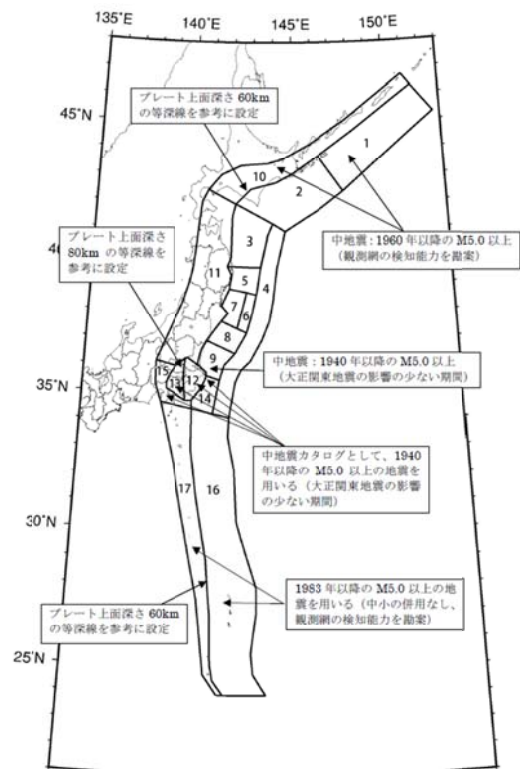 135˚E
140˚E
145˚E
150˚E
プレート上面深さ 60km
の等深線を参考に設定
45˚N
1
10
2
中地震：1960 年以降の M5.0 以上
（観測網の検知能力を勘案）
プレート上面深さ
80km の等深線を
参考に設定
40
3
11
5
4
7
6
8
9
中地震：1940 年以降の M5.0 以上
（大正関東地震の影響の少ない期間）
15
13
12
14
35˚N
中地震カタログとして、1940
年以降の M5.0 以上の地震を
用いる（大正関東地震の影響
の少ない期間）
17
16
30˚N
1983 年以降の M5.0 以上の地
震を用いる（中小の併用なし、
観測網の検知能力を勘案）
プレート上面深さ 60km
の等深線を参考に設定
25˚N